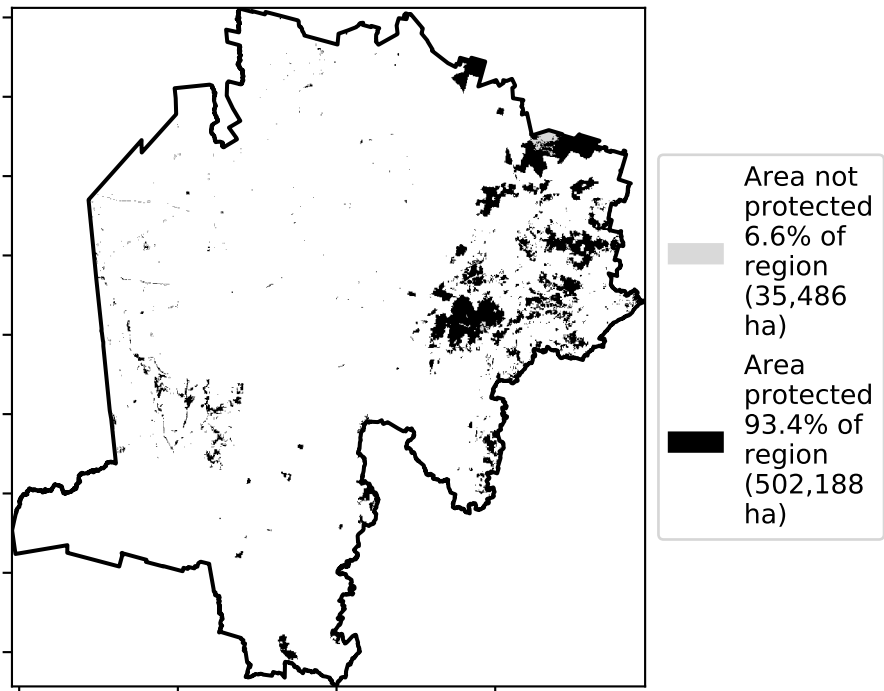 Area not
protected
6.6% of
region
(35,486
ha)
Area
protected
93.4% of
region
(502,188
ha)